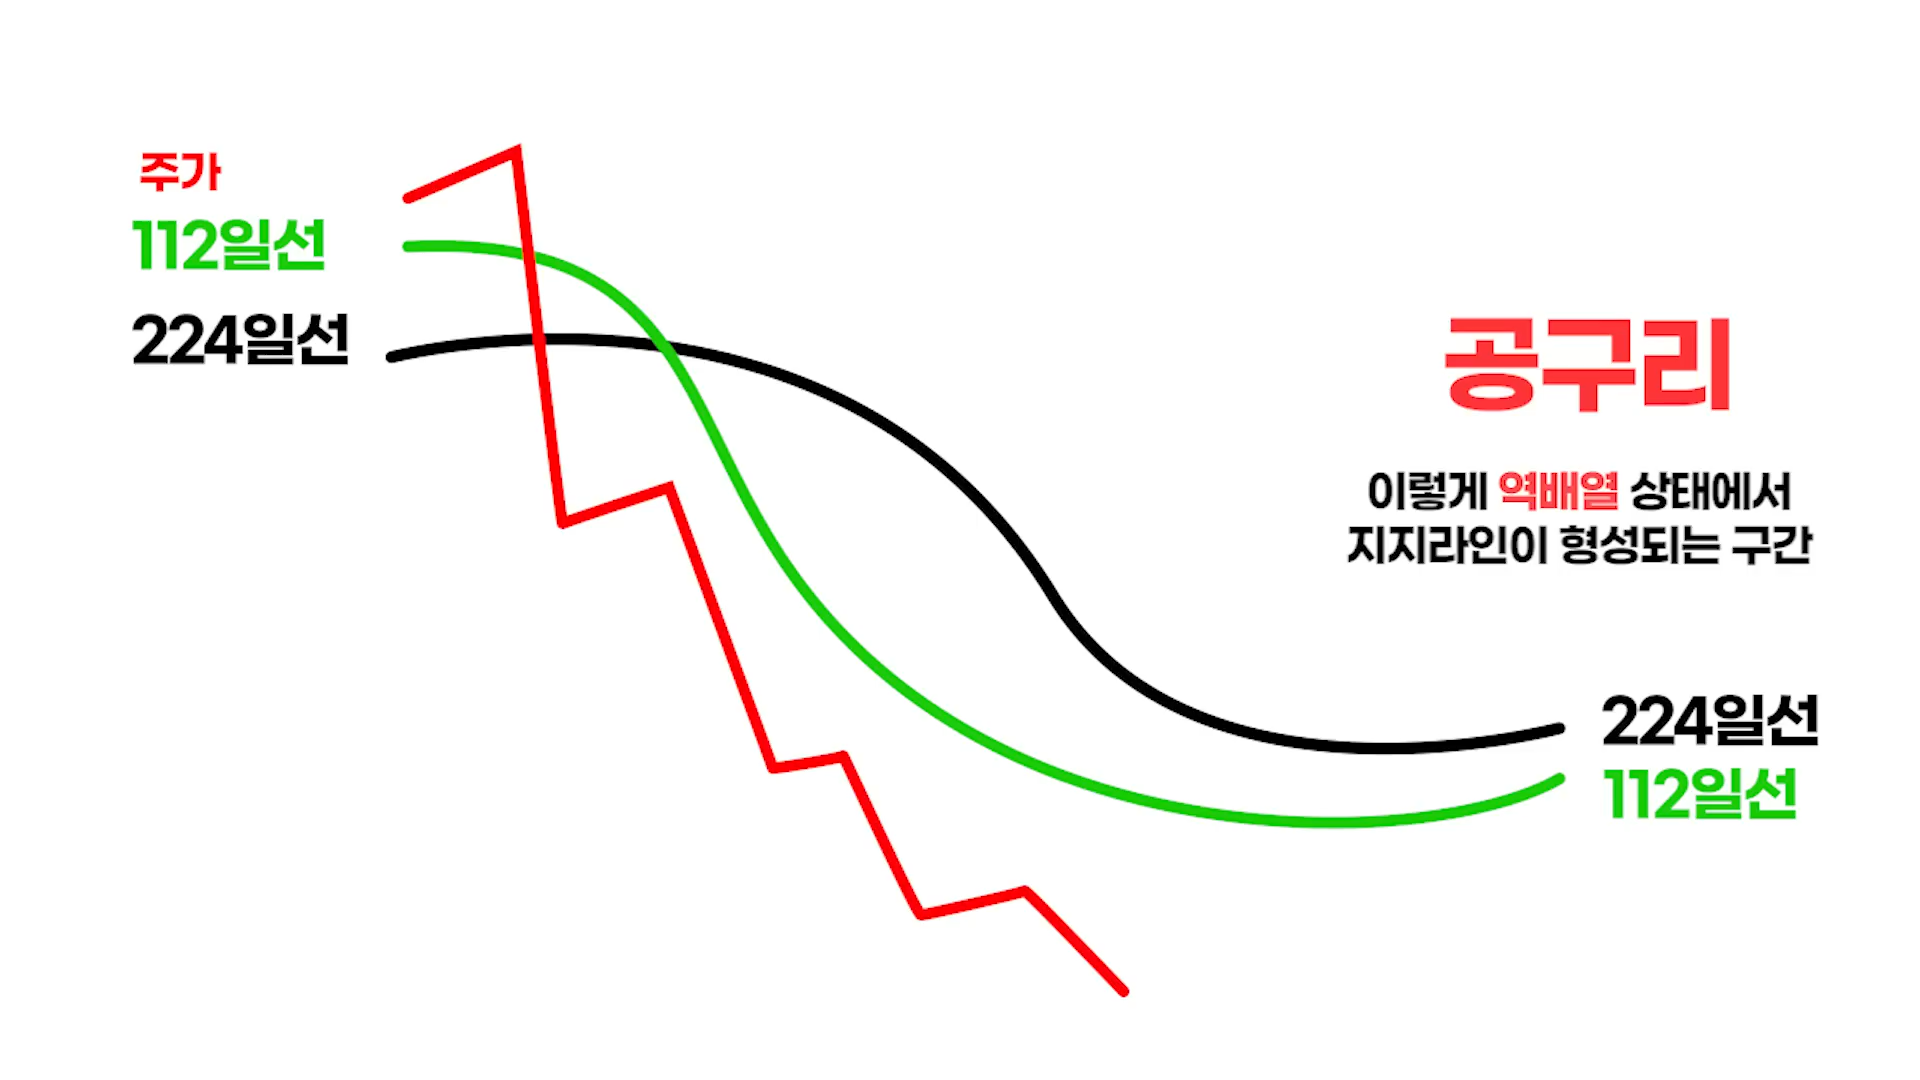 주가
112일선
224일선
공구리
이렇게 역배열 상태에서
지지라인이 형성되는 구간
224일선
112일선